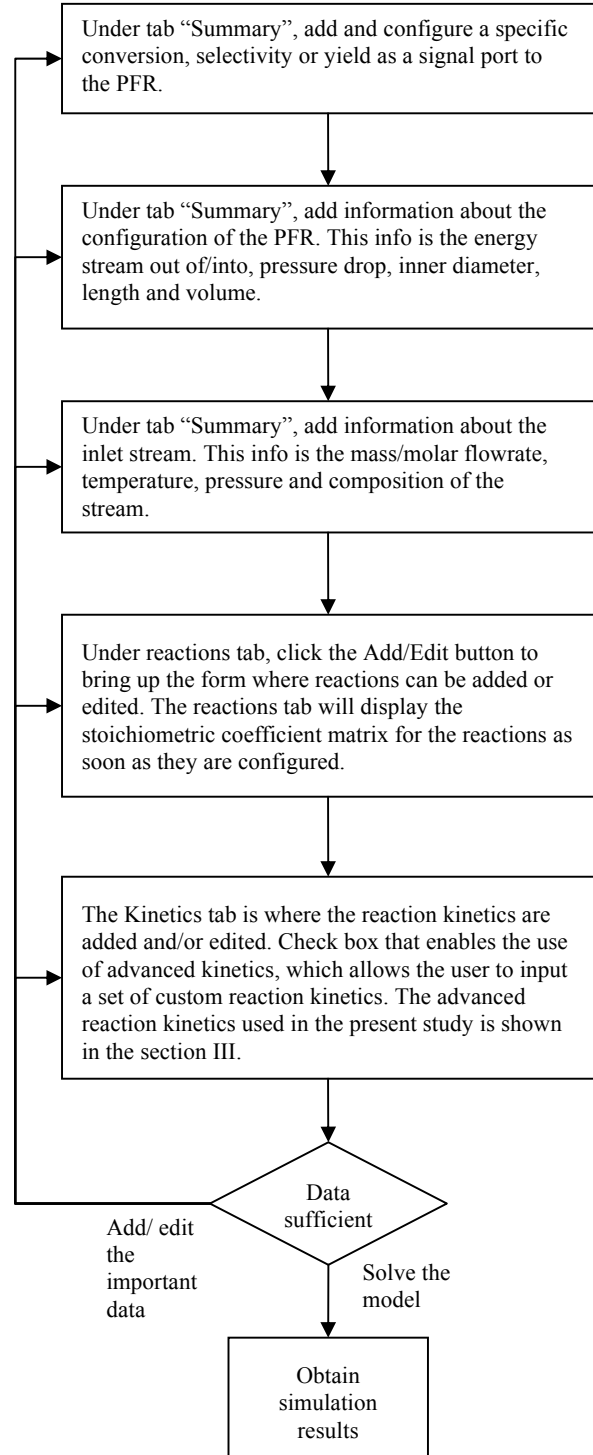 Under tab “Summary”, add and configure a specific
conversion, selectivity or yield as a signal port to
the PFR.
Under tab “Summary”, add information about the
configuration of the PFR. This info is the energy
stream out of/into, pressure drop, inner diameter,
length and volume.
Under tab “Summary”, add information about the
inlet stream. This info is the mass/molar flowrate,
temperature, pressure and composition of the
stream.
Under reactions tab, click the Add/Edit button to
bring up the form where reactions can be added or
edited. The reactions tab will display the
stoichiometric coefficient matrix for the reactions as
soon as they are configured.
The Kinetics tab is where the reaction kinetics are
added and/or edited. Check box that enables the use
of advanced kinetics, which allows the user to input
a set of custom reaction kinetics. The advanced
reaction kinetics used in the present study is shown
in the section III.
Data
sufficient
Add/ edit
the
important
data
Solve the
model
Obtain
simulation
results